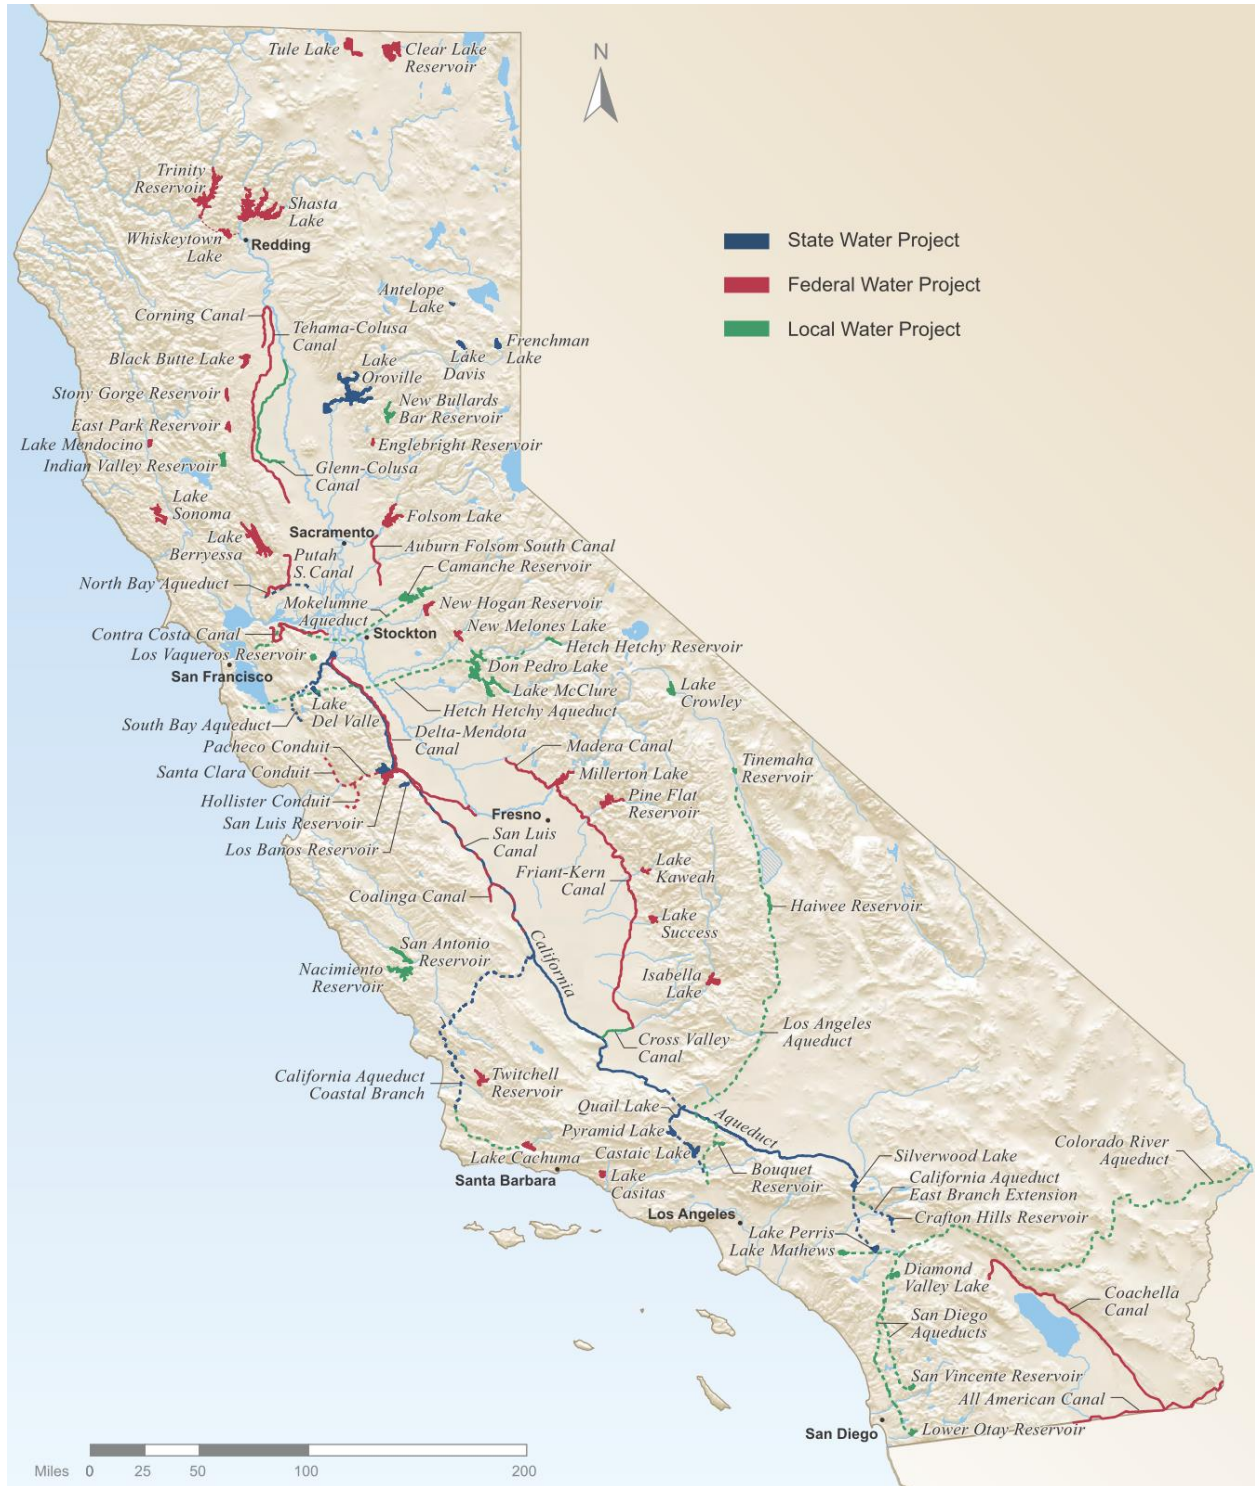 Tule Lake
Clear Lake
Reservoir
N
Trinity
Reservoir
Shasta
Lake
Whiskeytown
Lake
Redding
State Water Project
Federal Water Project
Local Water Project
Antelope
Lake
Corning Canal
Tehama-Colusa
Canal
Frenchman
Lake
Lake
Davis
Black Butte Lake
Lake
Oroville
Stony Gorge Reservoir
New Bullards
Bar Reservoir
East Park Reservoir
Lake Mendocino
Englebright Reservoir
Indian Valley Reservoir
Glenn-Colusa
Canal
Lake
Sonoma
Folsom Lake
Lake
Berryessa
Sacramento
Auburn Folsom South Canal
Putah
S. Canal
Camanche Reservoir
North Bay Aqueduct
Mokelumne
Aqueduct
New Hogan Reservoir
Contra Costa Canal
Stockton
New Melones Lake
Hetch Hetchy Reservoir
Los Vaqueros Reservoir
Don Pedro Lake
San Francisco
Lake McClure
Lake
Crowley
Lake
Del Valle
Hetch Hetchy Aqueduct
South Bay Aqueduct
Delta-Mendota
Canal
Pacheco Conduit
Madera Canal
Tinemaha
Reservoir
Santa Clara Conduit
Millerton Lake
Hollister Conduit
Pine Flat
Reservoir
San Luis Reservoir
Fresno
Los Banos Reservoir
San Luis
Canal
Friant-Kern
Canal
Lake
Kaweah
Coalinga Canal
Haiwee Reservoir
Lake
Success
San Antonio
Reservoir
California
Nacimiento
Reservoir
Isabella
Lake
Los Angeles
Aqueduct
Cross Valley
Canal
California Aqueduct
Coastal Branch
Twitchell
Reservoir
Quail Lake
Aqueduct
Pyramid Lake
Castaic Lake
Lake Cachuma
Bouquet
Reservoir
Silverwood Lake
Colorado River
Aqueduct
Santa Barbara
Lake
Casitas
California Aqueduct
East Branch Extension
Los Angeles
Crafton Hills Reservoir
Lake Perris
Lake Mathews
Diamond
Valley Lake
Coachella
Canal
San Diego
Aqueducts
San Vincente Reservoir
All American Canal
San Diego
Lower Otay Reservoir
Miles 0 25 50 100 200